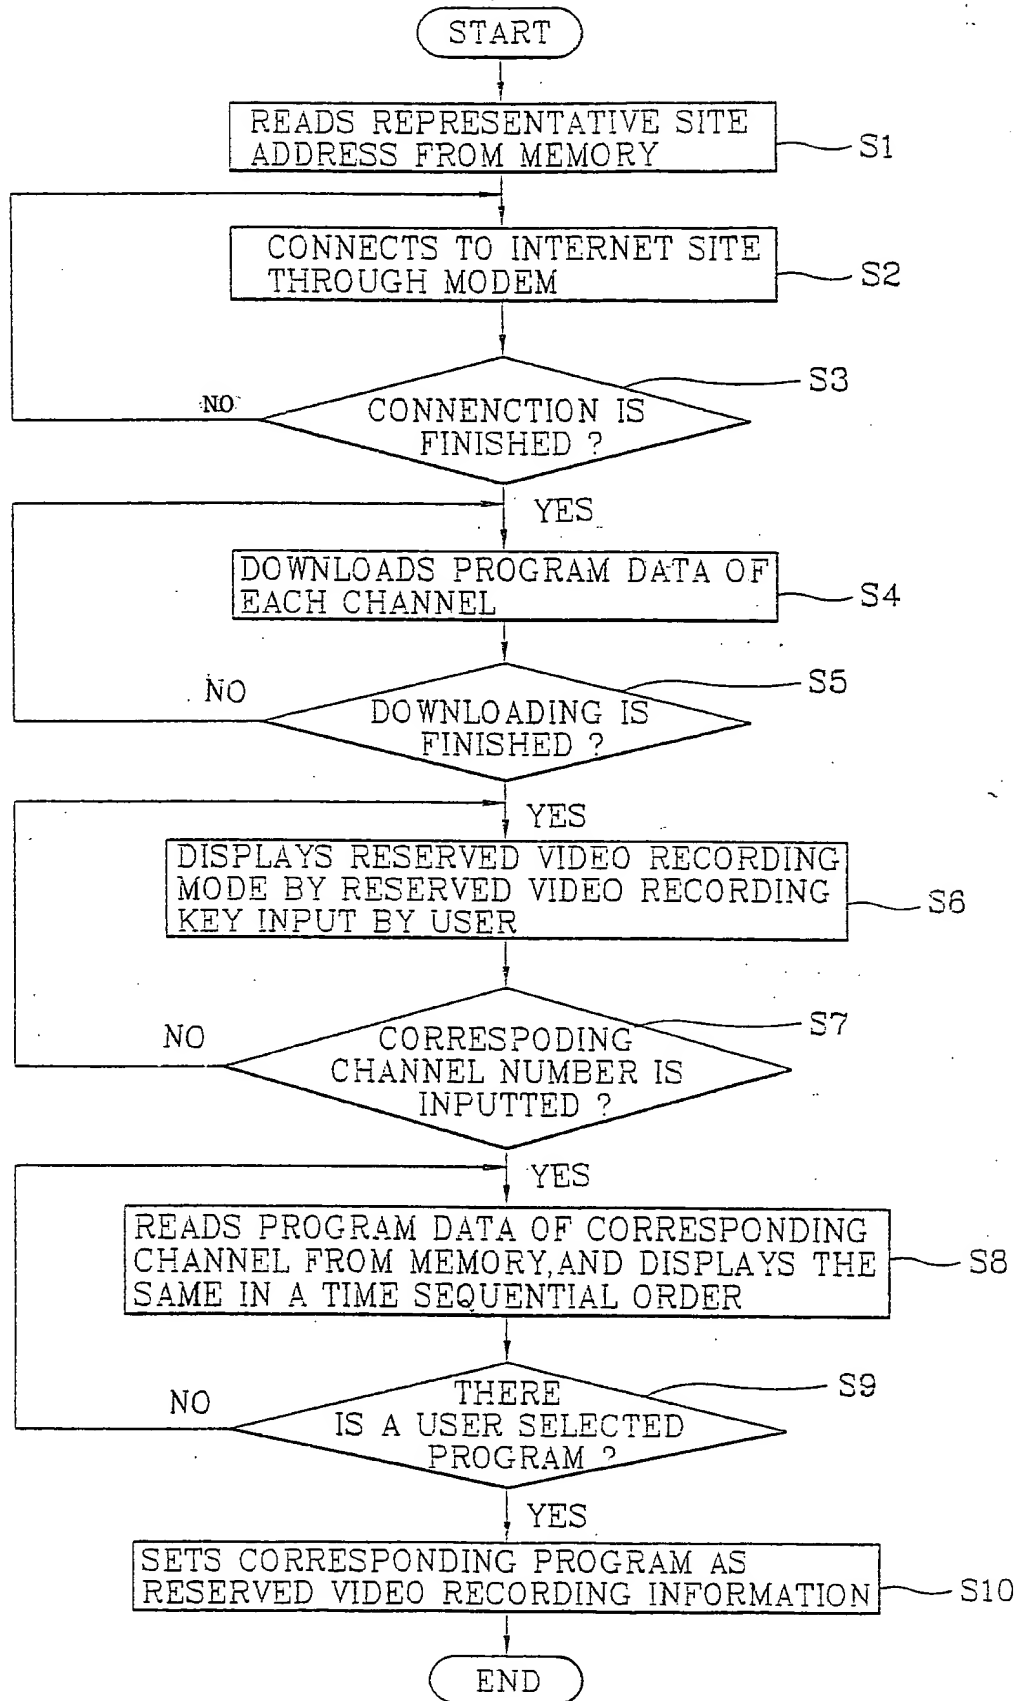 START
READS REPRESENTATIVE SITE
ADDRESS FROM MEMORY
S1
CONNECTS TO INTERNET SITE
THROUGH MODEM
S2
S3
NO
CONNENCTION IS
FINISHED ?
YES
DOWNLOADS PROGRAM DATA OF
EACH CHANNEL
S4
S5
NO
DOWNLOADING IS
FINISHED ?
YES
DISPLAYS RESERVED VIDEO RECORDING
MODE BY RESERVED VIDEO RECORDING
KEY INPUT BY USER
S6
S7
NO
CORRESPODING
CHANNEL NUMBER IS
INPUTTED ?
YES
READS PROGRAM DATA OF CORRESPONDING
CHANNEL FROM MEMORY,AND DISPLAYS THE
SAME IN A TIME SEQUENTIAL ORDER
S8
S9
NO
THERE
IS A USER SELECTED
PROGRAM ?
YES
SETS CORRESPONDING PROGRAM AS
RESERVED VIDEO RECORDING INFORMATION
S10
END